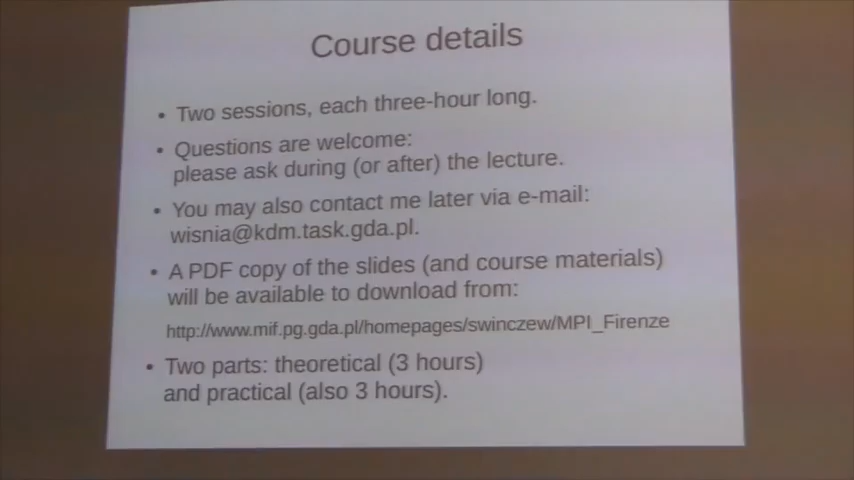 Course details
• Two sessions, each three-hour long.
• Questions are welcome:
please ask during (or after) the lecture.
• You may also contact me later via e-mail:
wisnia@kdm.task.gda.pl.
• A PDF copy of the slides (and course materials)
will be available to download from:
http://www.mif.pg.gda.pl/homepages/swinczew/MPI_Firenze
• Two parts: theoretical (3 hours)
and practical (also 3 hours).